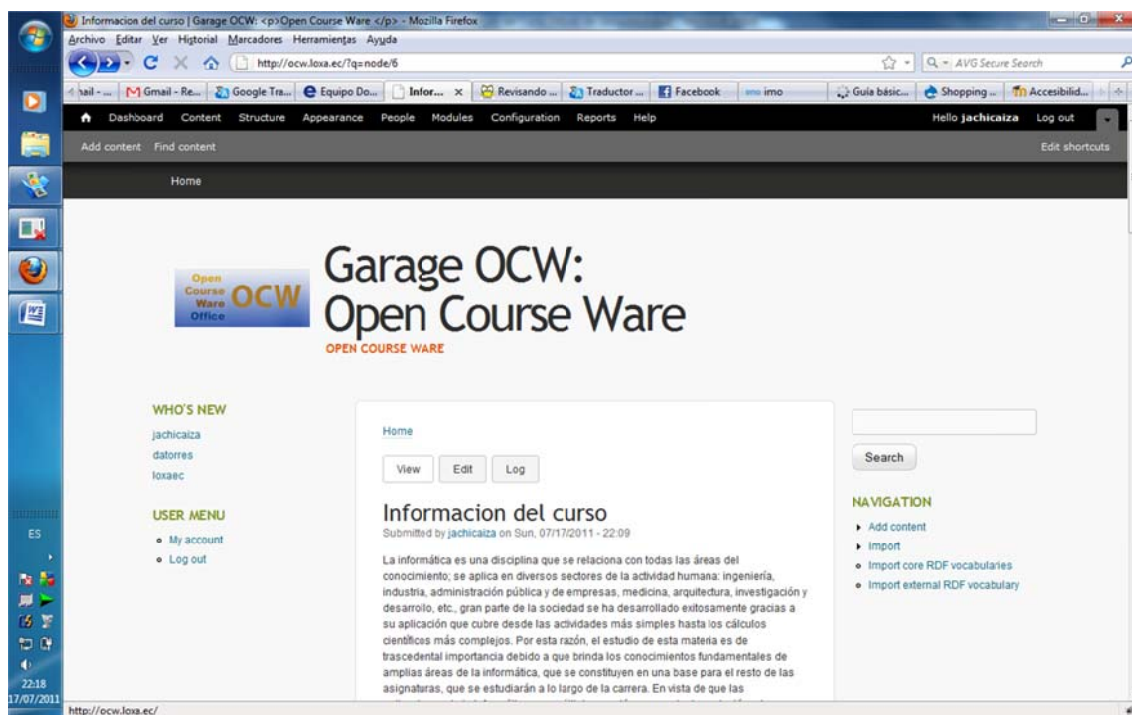 Informacion del curso | Garage OCW: <p>Open Course Ware </p> - Mozilla Firefox
Archivo Editar Ver Historial Marcadores Herramientas Ayuda
http://ocw.loxa.ec/?q=node/6
AVG Secure Search
Gmail - Re... Google Tra... Equipo Do... Infor... Revisando ... Traductor ... Facebook imo Guía básic... Shopping ... Accesibilid...
Dashboard Content Structure Appearance People Modules Configuration Reports Help Hello jachicaiza Log out
Add content Find content Edit shortcuts
Home
Open
Course
Ware
Office
OCW
Garage OCW:
Open Course Ware
OPEN COURSE WARE
WHO'S NEW
jachicaiza
datorres
loxaec
USER MENU
My account
Log out
Home
View Edit Log
Informacion del curso
Submitted by jachicaiza on Sun, 07/17/2011 - 22:09
La informática es una disciplina que se relaciona con todas las áreas del
conocimiento; se aplica en diversos sectores de la actividad humana: ingeniería,
industria, administración pública y de empresas, medicina, arquitectura, investigación y
desarrollo, etc., gran parte de la sociedad se ha desarrollado exitosamente gracias a
su aplicación que cubre desde las actividades más simples hasta los cálculos
científicos más complejos. Por esta razón, el estudio de esta materia es de
trascedental importancia debido a que brinda los conocimientos fundamentales de
amplias áreas de la informática, que se constituyen en una base para el resto de las
asignaturas, que se estudiarán a lo largo de la carrera. En vista de que las
Search
NAVIGATION
Add content
Import
Import core RDF vocabularies
Import external RDF vocabulary
ES
22:18
17/07/2011
http://ocw.loxa.ec/